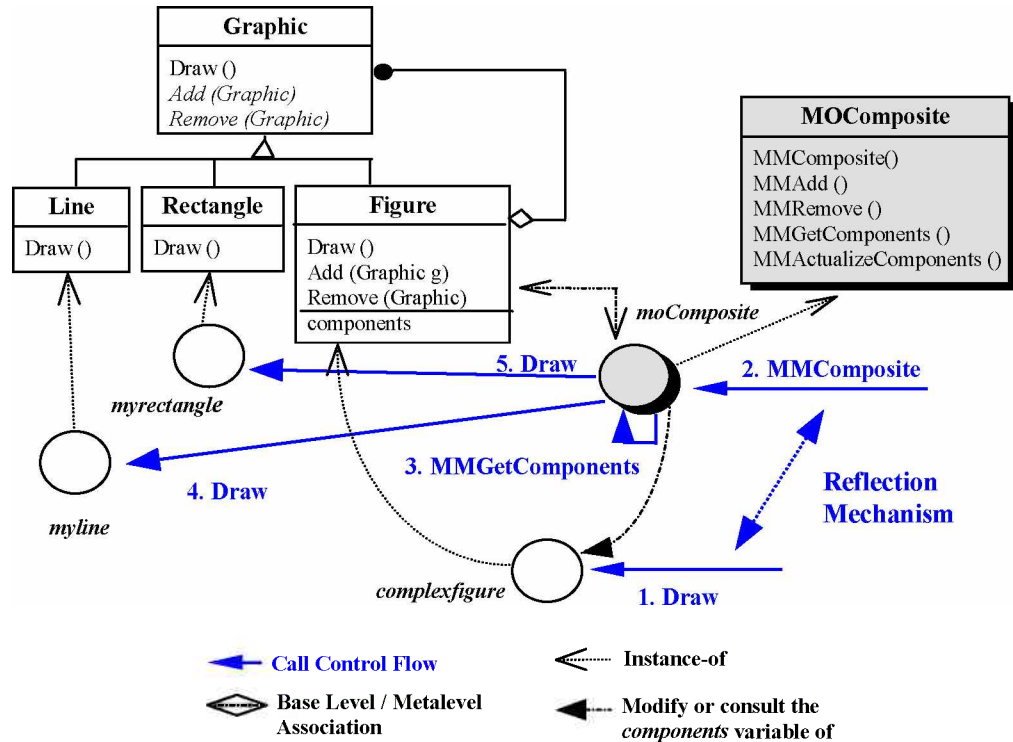 Graphic
Draw ()
Add (Graphic)
Remove (Graphic)
MOComposite
MMComposite()
MMAdd ()
MMRemove ()
MMGetComponents ()
MMActualizeComponents ()
Line
Draw ()
Rectangle
Draw ()
Figure
Draw ()
Add (Graphic g)
Remove (Graphic)
components
moComposite
5. Draw
2. MMComposite
myrectangle
3. MMGetComponents
4. Draw
Reflection
Mechanism
myline
complexfigure
1. Draw
Call Control Flow
Instance-of
Base Level / Metalevel
Association
Modify or consult the
components variable of